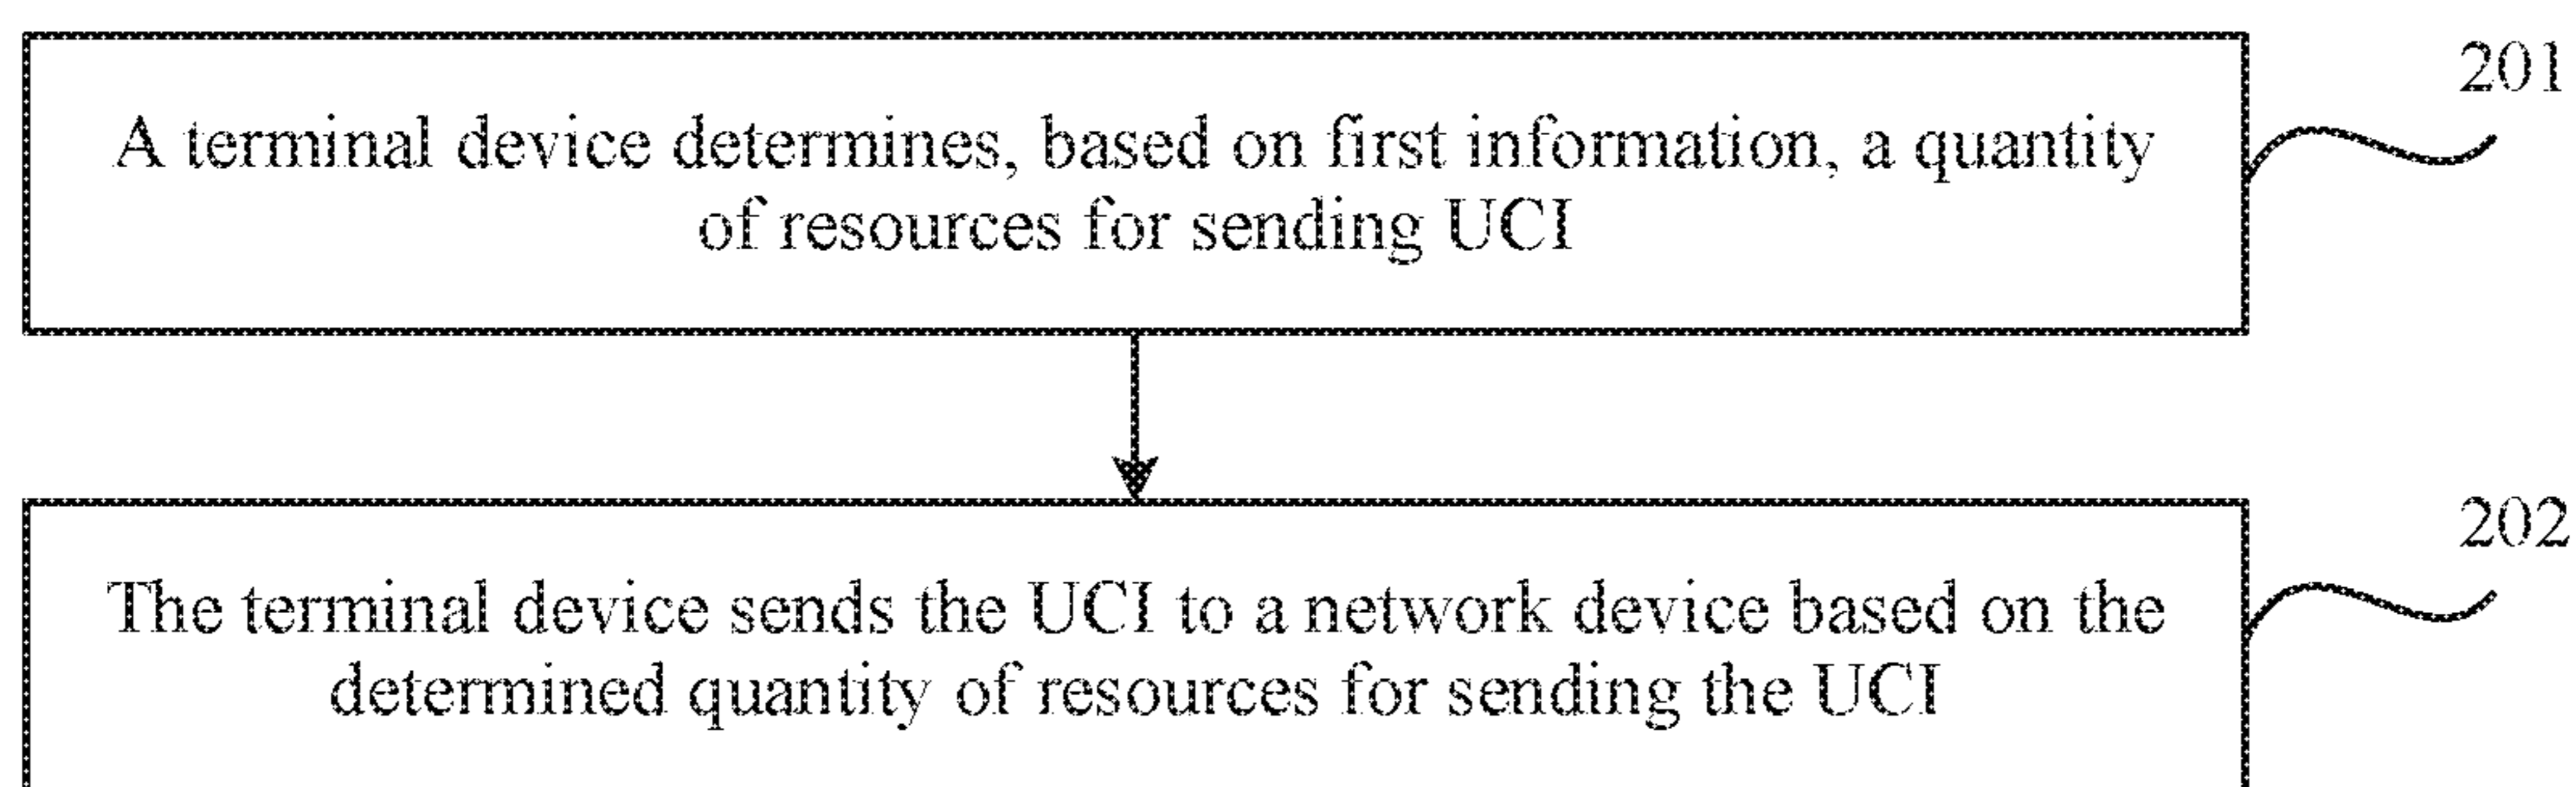 201
A terminal device determines, based on first information, a quantity
of resources for sending UCI
202
The terminal device sends the UCI to a network device based on the
determined quantity of resources for sending the UCI